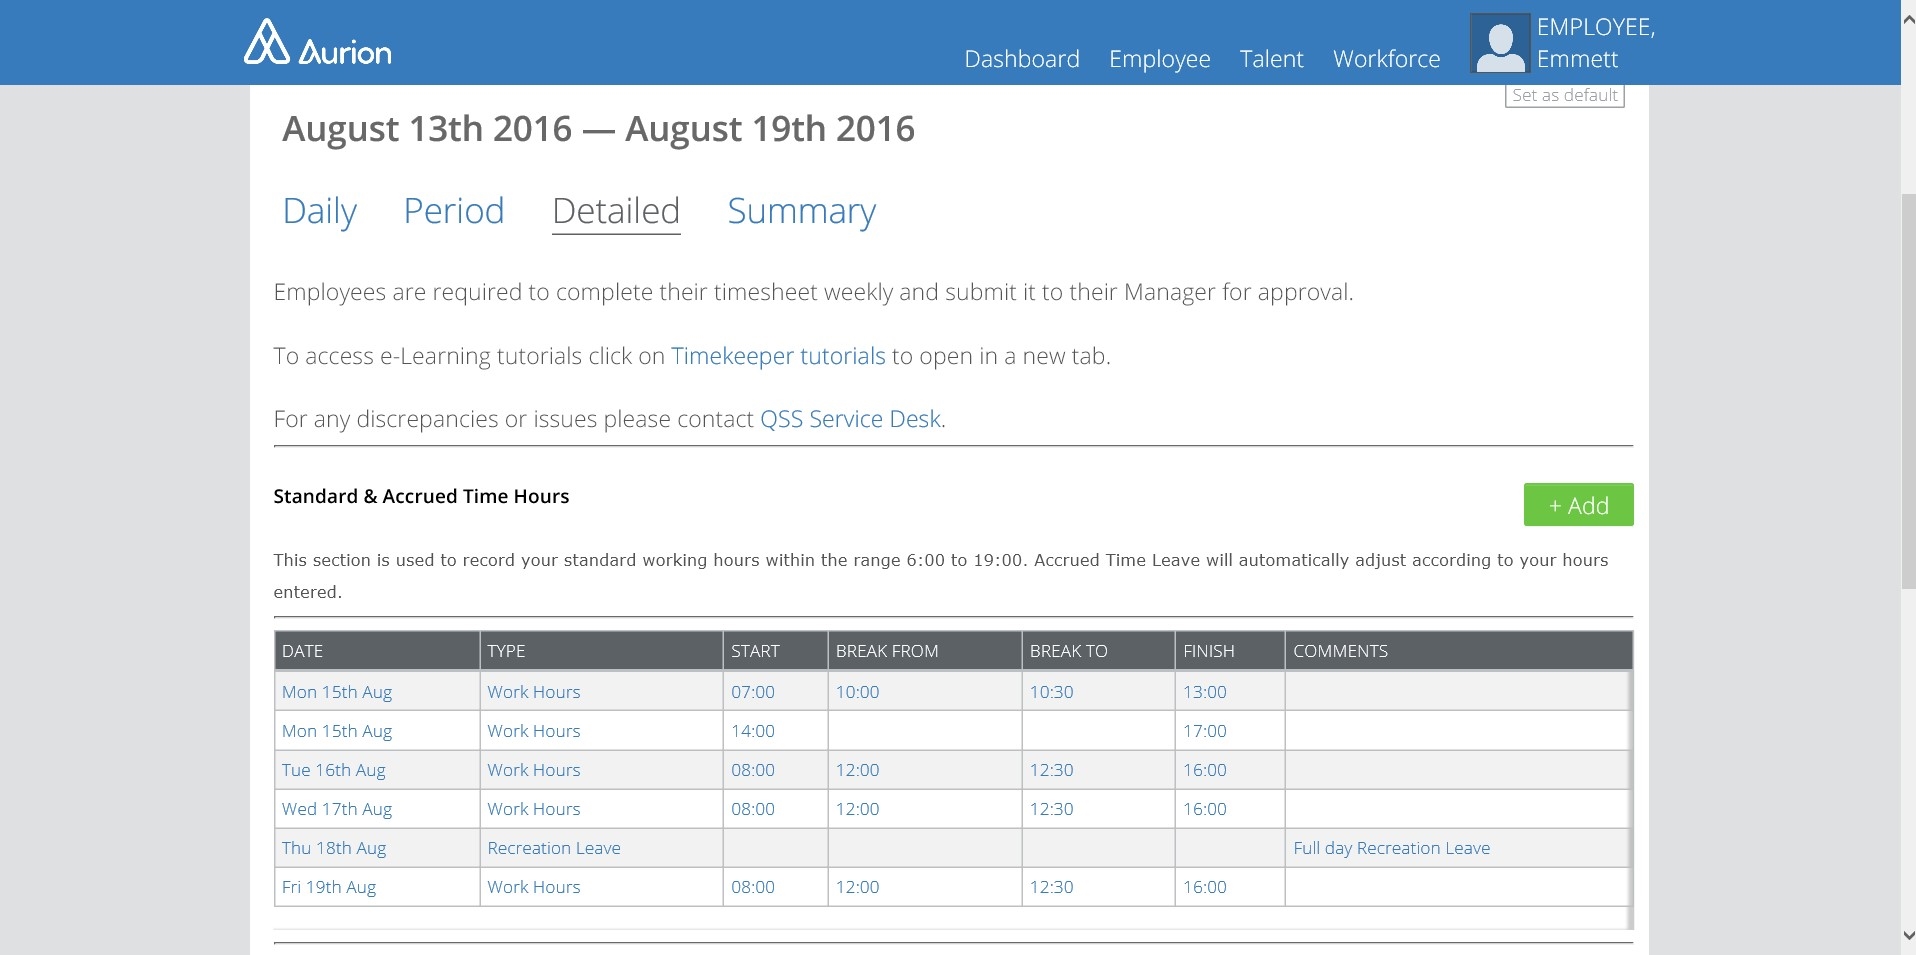 Aurion
Dashboard Employee Talent Workforce
EMPLOYEE,
Emmett
Set as default
August 13th 2016 — August 19th 2016
Daily Period Detailed Summary
Employees are required to complete their timesheet weekly and submit it to their Manager for approval.
To access e-Learning tutorials click on Timekeeper tutorials to open in a new tab.
For any discrepancies or issues please contact QSS Service Desk.
Standard & Accrued Time Hours
+ Add
This section is used to record your standard working hours within the range 6:00 to 19:00. Accrued Time Leave will automatically adjust according to your hours
entered.
DATE TYPE START BREAK FROM BREAK TO FINISH COMMENTS
Mon 15th Aug Work Hours 07:00 10:00 10:30 13:00
Mon 15th Aug Work Hours 14:00 17:00
Tue 16th Aug Work Hours 08:00 12:00 12:30 16:00
Wed 17th Aug Work Hours 08:00 12:00 12:30 16:00
Thu 18th Aug Recreation Leave Full day Recreation Leave
Fri 19th Aug Work Hours 08:00 12:00 12:30 16:00